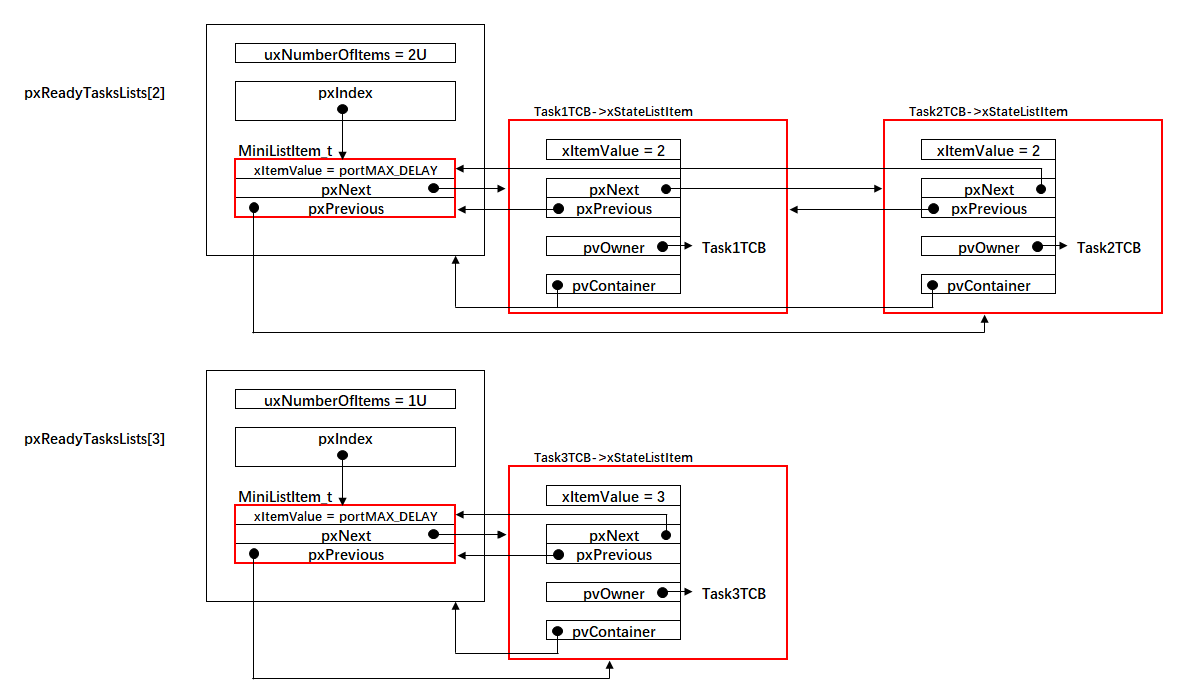 uxNumberOfItems = 2U
pxReadyTasksLists[2]
pxIndex
Task1TCB->xStateListItem
Task2TCB->xStateListItem
MiniListItem_t
xItemValue = 2
xItemValue = 2
xItemValue = portMAX_DELAY
pxNext
pxNext
pxNext
pxPrevious
pxPrevious
pxPrevious
pvOwner
Task1TCB
pvOwner
Task2TCB
pvContainer
pvContainer
uxNumberOfItems = 1U
pxReadyTasksLists[3]
pxIndex
Task3TCB->xStateListItem
MiniListItem_t
xItemValue = 3
xItemValue = portMAX_DELAY
pxNext
pxNext
pxPrevious
pxPrevious
pvOwner
Task3TCB
pvContainer